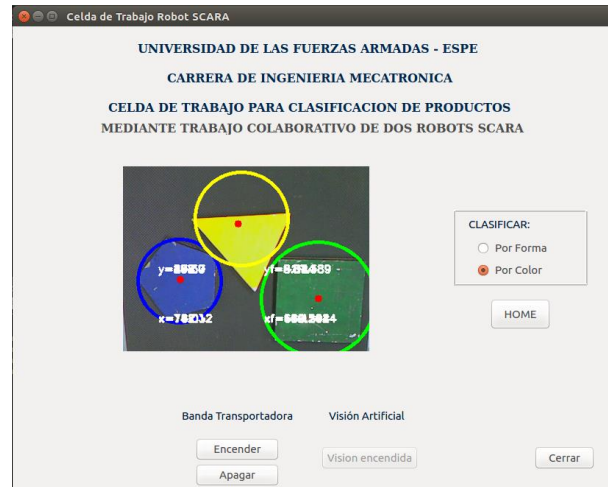 Celda de Trabajo Robot SCARA
UNIVERSIDAD DE LAS FUERZAS ARMADAS - ESPE
CARRERA DE INGENIERIA MECATRONICA
CELDA DE TRABAJO PARA CLASIFICACION DE PRODUCTOS
MEDIANTE TRABAJO COLABORATIVO DE DOS ROBOTS SCARA
CLASIFICAR:
Por Forma
Por Color
HOME
Banda Transportadora
Visión Artificial
Encender
Vision encendida
Cerrar
Apagar